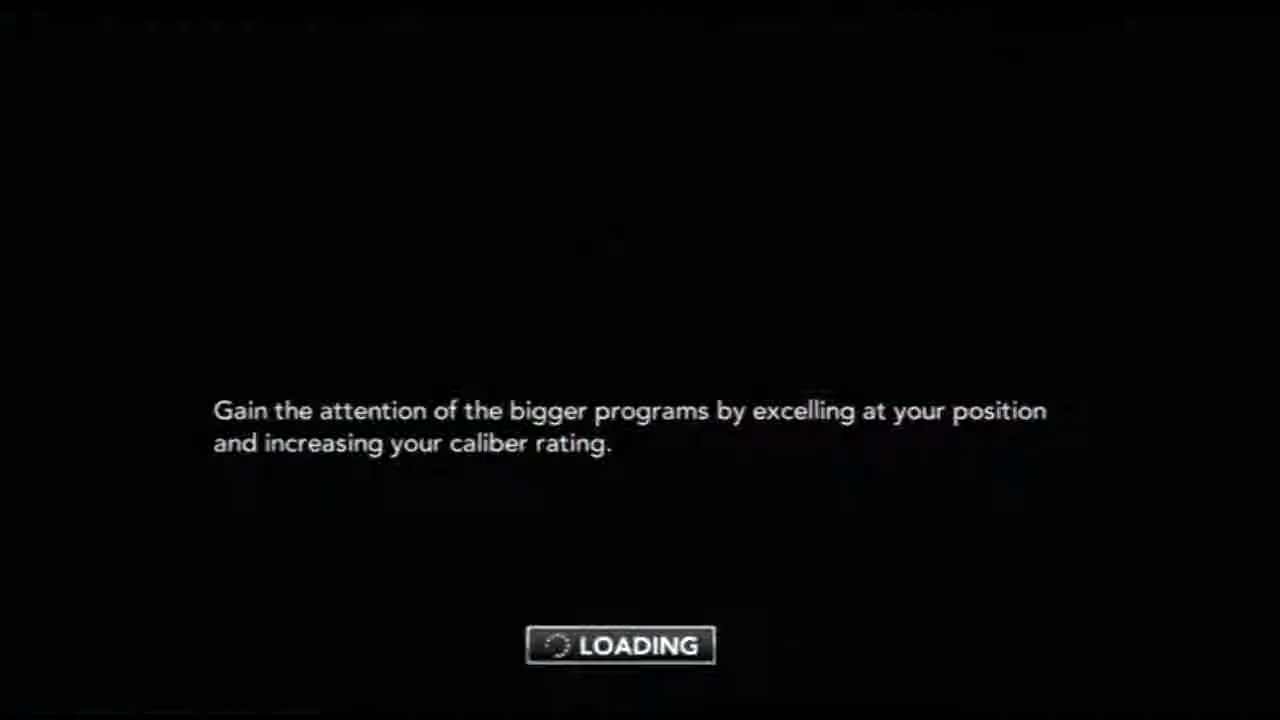 Gain the attention of the bigger programs by excelling at your position
and increasing your caliber rating.
LOADING